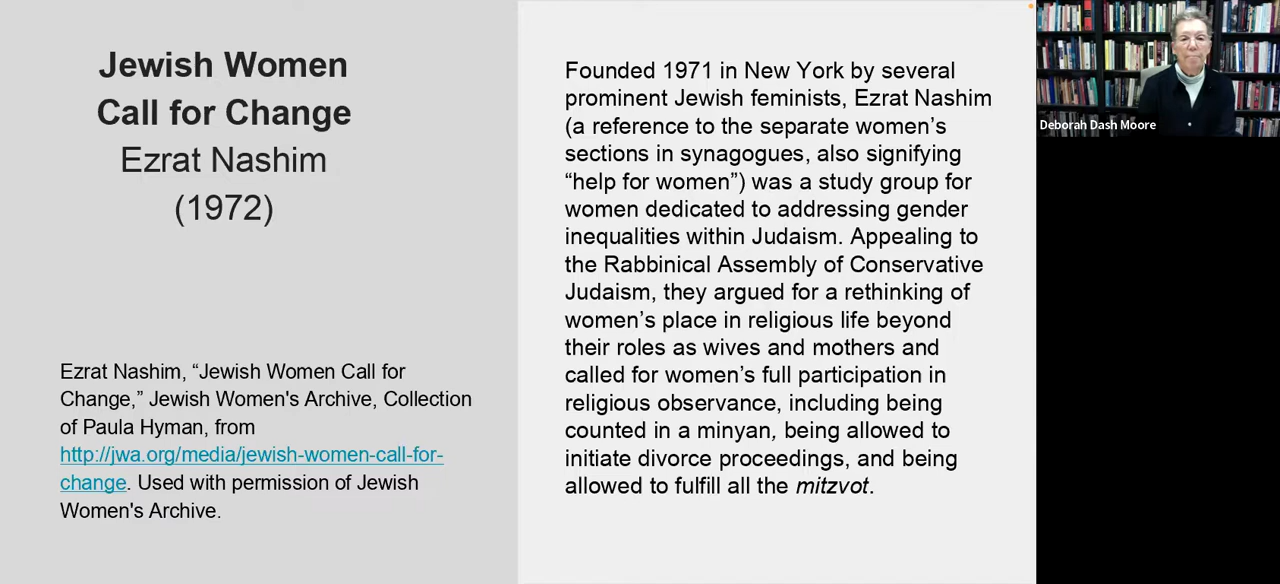 Jewish Women
Call for Change
Ezrat Nashim
(1972)
Ezrat Nashim, “Jewish Women Call for
Change,” Jewish Women's Archive, Collection
of Paula Hyman, from
http://jwa.org/media/jewish-women-call-for-
change. Used with permission of Jewish
Women's Archive.
Founded 1971 in New York by several
prominent Jewish feminists, Ezrat Nashim
(a reference to the separate women’s
sections in synagogues, also signifying
“help for women”) was a study group for
women dedicated to addressing gender
inequalities within Judaism. Appealing to
the Rabbinical Assembly of Conservative
Judaism, they argued for a rethinking of
women’s place in religious life beyond
their roles as wives and mothers and
called for women’s full participation in
religious observance, including being
counted in a minyan, being allowed to
initiate divorce proceedings, and being
allowed to fulfill all the mitzvot.
Deborah Dash Moore